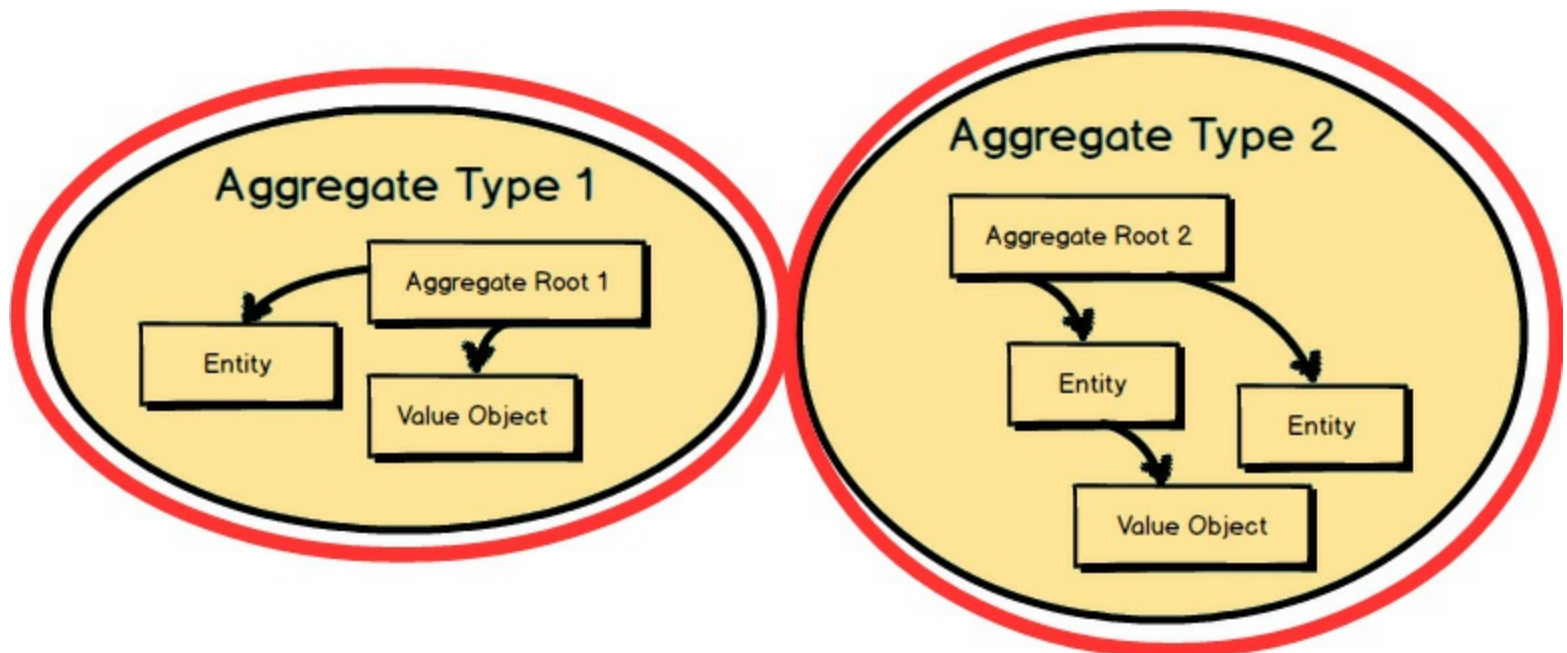 Aggregate Type 1
Aggregate Root 1
Entity
Value Object
Aggregate Type 2
Aggregate Root 2
Entity
Entity
Value Object